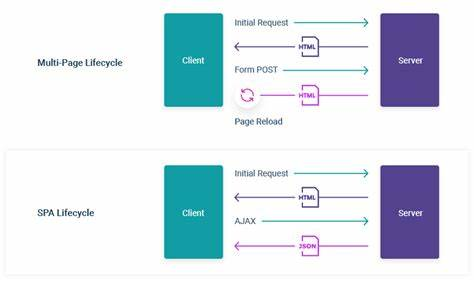 Initial Request
HTML
Multi-Page Lifecycle
Client
Server
Form POST
HTML
Page Reload
Initial Request
HTML
SPA Lifecycle
Client
Server
AJAX
JSON